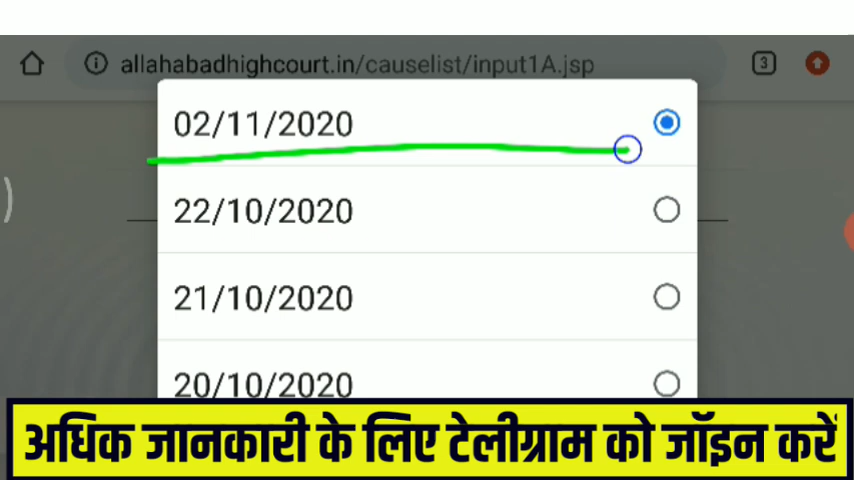 allahabadhighcourt.in/causelist/input1A.jsp
3
02/11/2020
22/10/2020
21/10/2020
20/10/2020
अधिक जानकारी के लिए टेलीग्राम को जॉइन करें